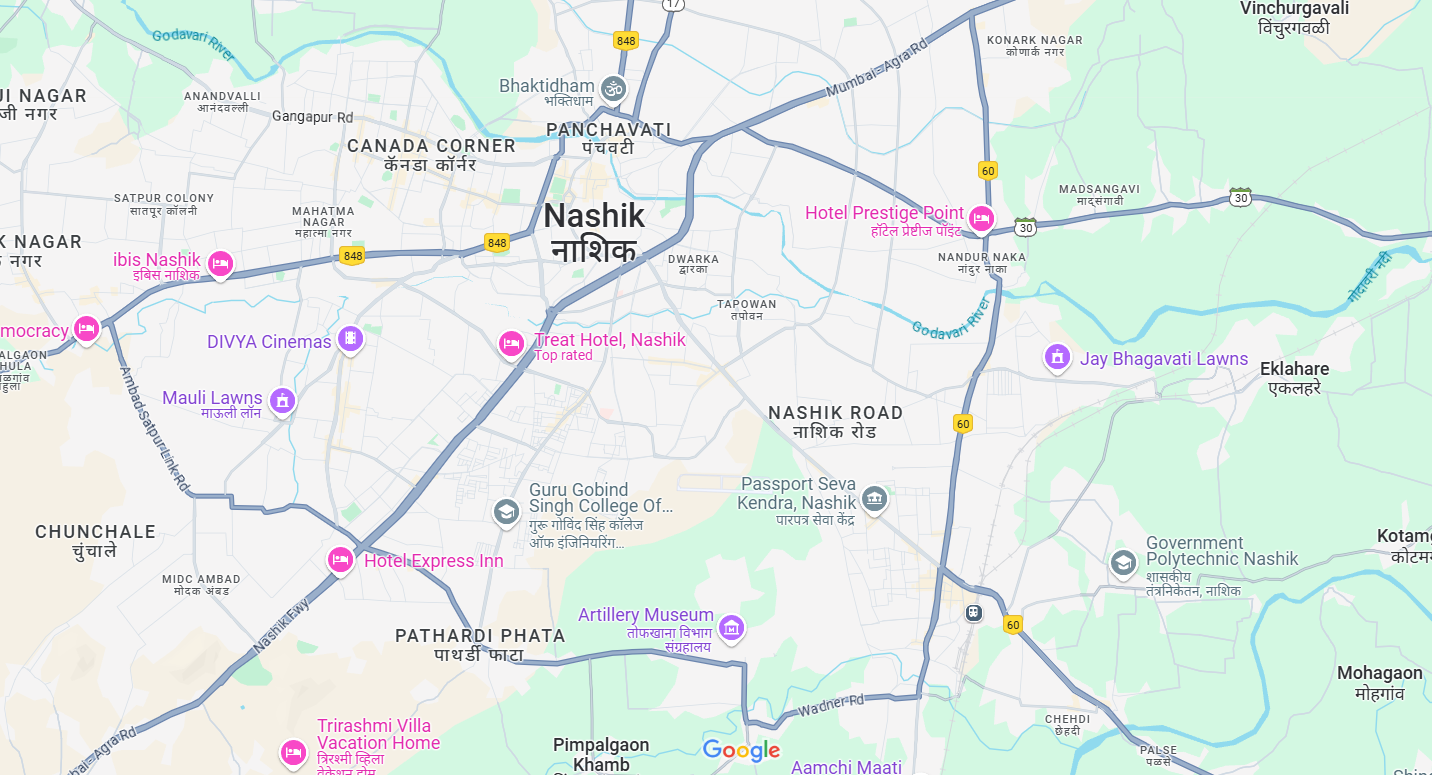 17
Vinchurgavali
विंचुरगवळी
Godavari River
848
KONARK NAGAR
कोणार्क नगर
Mumbai - Agra Rd
Bhaktidham
भक्तिधाम
JI NAGAR
जी नगर
ANANDVALLI
आनंदवल्ली
Gangapur Rd
PANCHAVATI
पंचवटी
CANADA CORNER
कॅनडा कॉर्नर
60
MADSANGAVI
माद्संगावी
30
SATPUR COLONY
सातपूर कॉलनी
MAHATMA
NAGAR
महात्मा नगर
Nashik
नाशिक
Hotel Prestige Point
हॉटेल प्रेष्टीज पॉइंट
30
K NAGAR
नगर
848
848
ibis Nashik
इबिस नाशिक
DWARKA
द्वारका
NANDUR NAKA
नांदुर नाका
गोदावरी नदी
TAPOWAN
तपोवन
Godavari River
mocracy
DIVYA Cinemas
Treat Hotel, Nashik
Top rated
Jay Bhagavati Lawns
ALGAON
HULA
Eklahare
एकलहरे
Ambad-Satpur-Link-Rd
Mauli Lawns
माऊली लॉन
NASHIK ROAD
नाशिक रोड
60
Guru Gobind
Singh College Of...
गुरू गोविंद सिंह कॉलेज
ऑफ इंजिनियरिंग...
Passport Seva
Kendra, Nashik
पारपत्र सेवा केंद्र
CHUNCHALE
चुंचाले
Kotamg
कोटमग
Hotel Express Inn
Government
Polytechnic Nashik
शासकीय
तंत्रनिकेतन, नाशिक
MIDC AMBAD
मोदक अंबड
Nashik Fwy
Artillery Museum
तोफखाना विभाग
संग्रहालय
60
PATHARDI PHATA
पाथर्डी फाटा
Mohagaon
मोहगांव
Wadner Rd
CHEHDI
छेहदी
bai - Agra Rd
Trirashmi Villa
Vacation Home
त्रिरश्मी व्हिला
वेकेशन होम
Pimpalgaon
Khamb
Google
PALSE
पळसे
Aamchi Maati